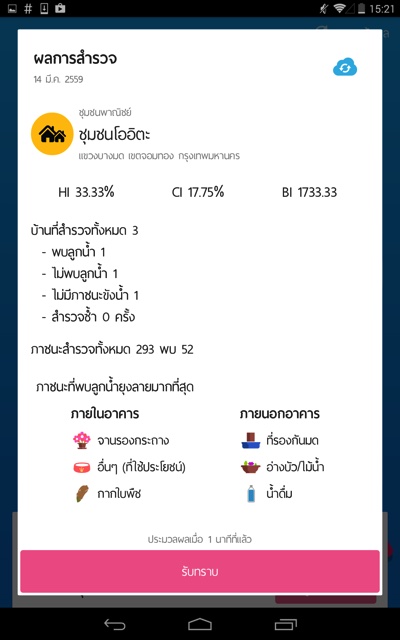 15:21
ผลการสำรวจ
14 มี.ค. 2559
ชุมชนพาณิชย์
ชุมชนโออิตะ
แขวงบางมด เขตจอมทอง กรุงเทพมหานคร
HI 33.33% CI 17.75% BI 1733.33
บ้านที่สำรวจทั้งหมด 3
- พบลูกน้ำ 1
- ไม่พบลูกน้ำ 1
- ไม่มีภาชนะขังน้ำ 1
- สำรวจซ้ำ 0 ครั้ง
ภาชนะสำรวจทั้งหมด 293 พบ 52
ภาชนะที่พบลูกน้ำยุงลายมากที่สุด
ภายในอาคาร ภายนอกอาคาร
จานรองกระถาง ที่รองกันมด
อื่นๆ (ที่ใช้ประโยชน์) อ่างบัว/ไม้น้ำ
กากใบพืช น้ำดื่ม
ประมวลผลเมื่อ 1 นาทีที่แล้ว
รับทราบ